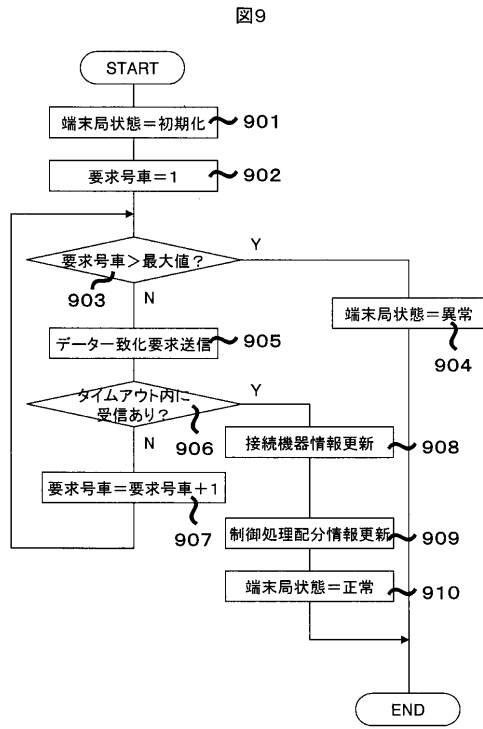 図9
START
端末局状態＝初期化
901
要求号車＝1
902
要求号車＞最大値？
Y
903
N
端末局状態＝異常
904
データ一致化要求送信
905
タイムアウト内に
受信あり？
Y
906
N
接続機器情報更新
908
要求号車＝要求号車＋1
907
制御処理配分情報更新
909
端末局状態＝正常
910
END